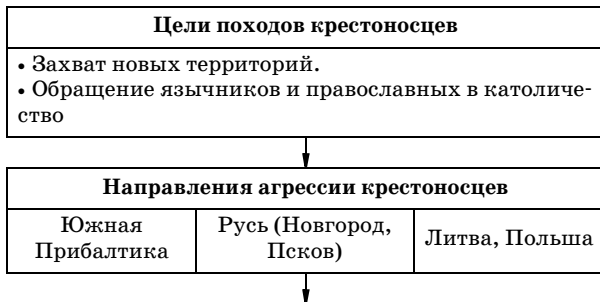 Цели походов крестоносцев
• Захват новых территорий.
• Обращение язычников и православных в католиче-
ство
Направления агрессии крестоносцев
Южная
Прибалтика
Русь (Новгород,
Псков)
Литва, Польша